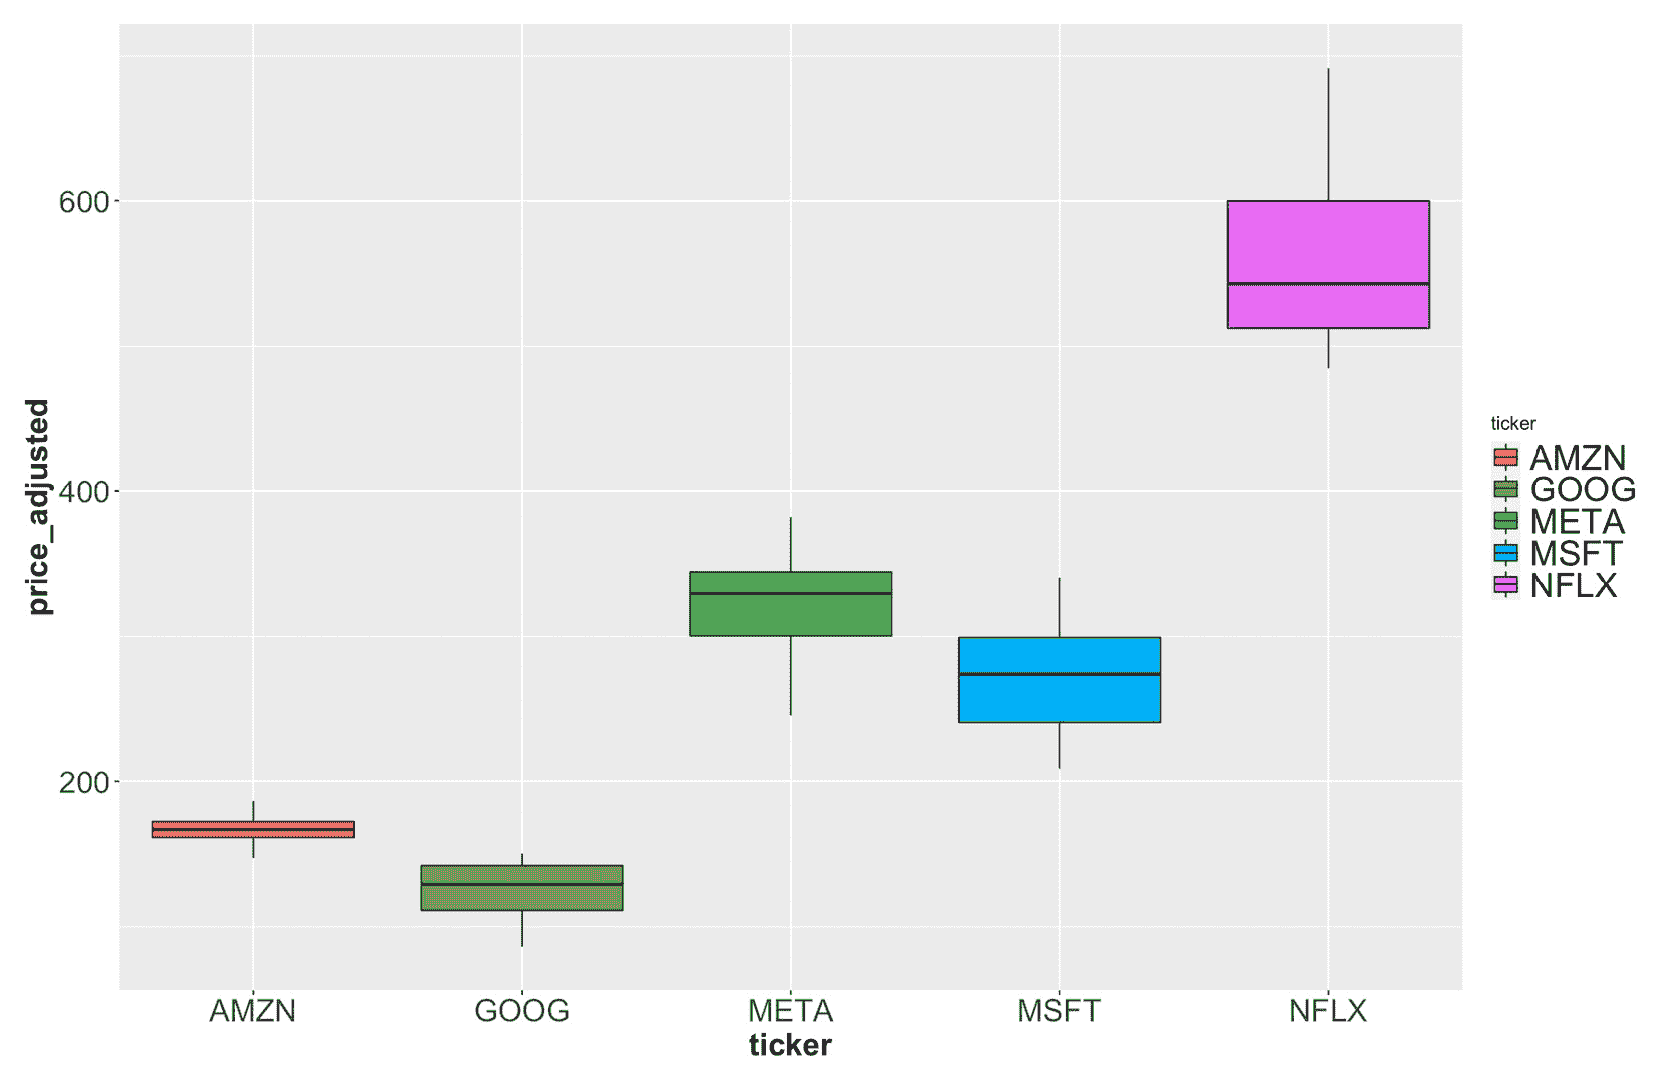 price_adjusted
600
400
200
AMZN GOOG META MSFT NFLX
ticker
ticker
AMZN
GOOG
META
MSFT
NFLX